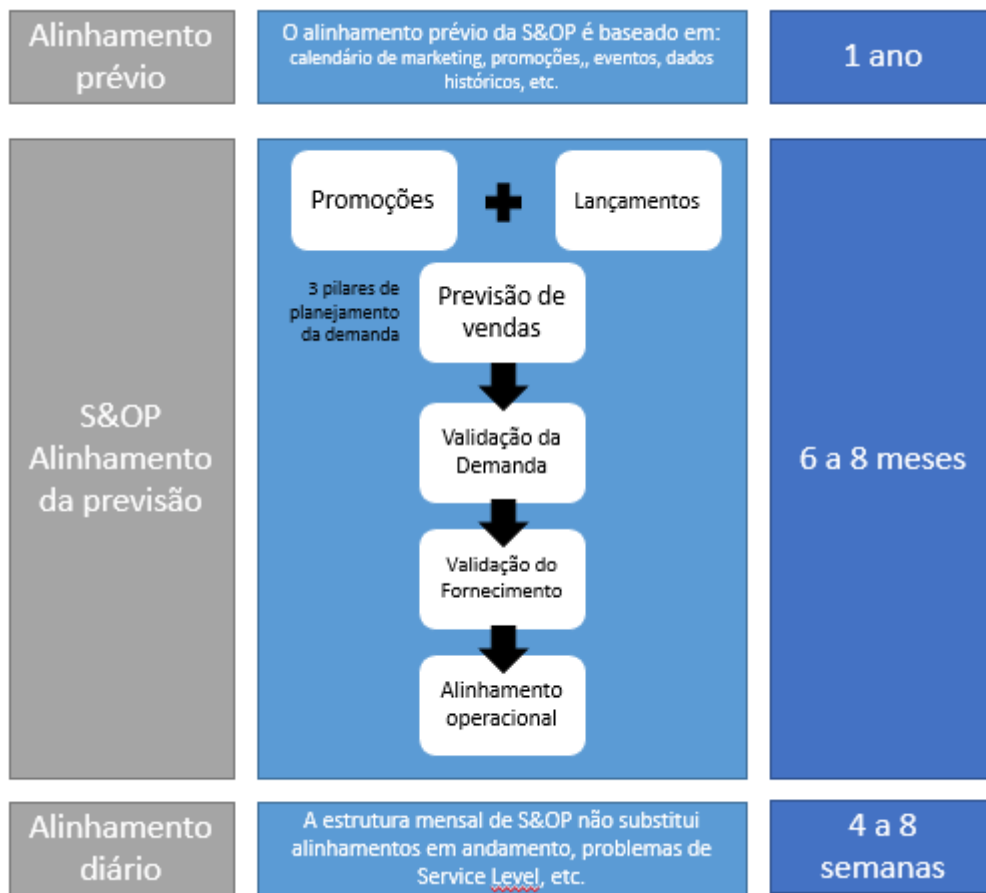 Alinhamento
prévio
O alinhamento prévio da S&OP é baseado em:
calendário de marketing, promoções,, eventos, dados
históricos, etc.
1 ano
S&OP
Alinhamento
da previsão
Promoções
Lançamentos
3 pilares de
planejamento
da demanda
Previsão de
vendas
Validação da
Demanda
Validação do
Fornecimento
Alinhamento
operacional
6 a 8 meses
Alinhamento
diário
A estrutura mensal de S&OP não substitui
alinhamentos em andamento, problemas de
Service Level, etc.
4 a 8
semanas